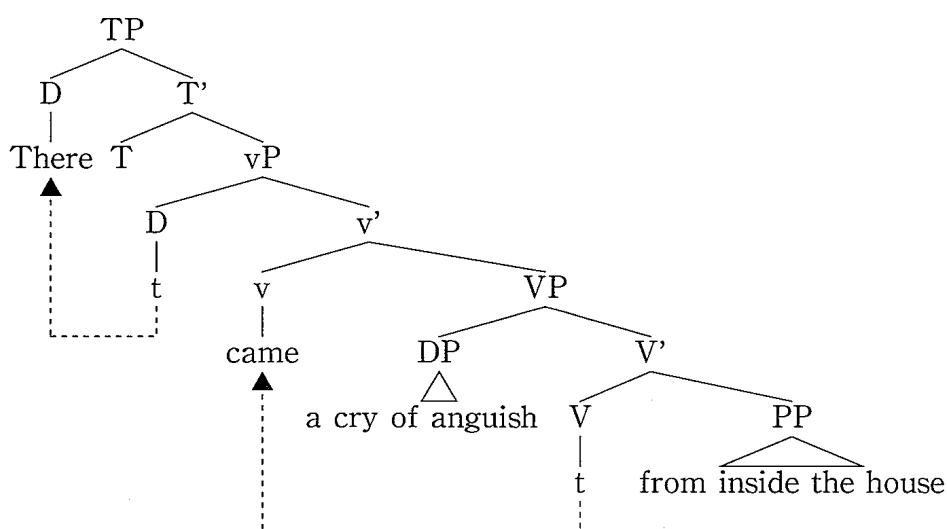 TP
D T'
There T vP
D v'
t v VP
came DP V'
a cry of anguish V PP
t from inside the house